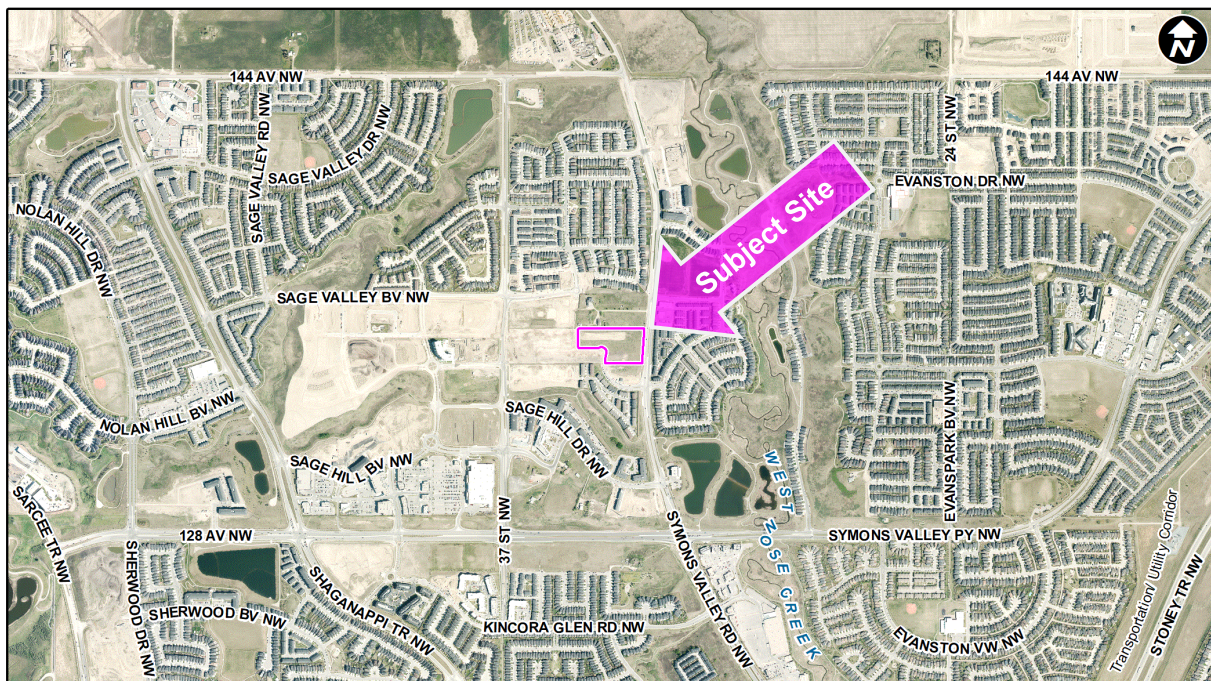 N
144 AV NW
144 AV NW
SAGE VALLEY RD NW
SAGE VALLEY DR NW
24 ST NW
EVANSTON DR NW
NOLAN HILL DR NW
Subject Site
SAGE VALLEY BV NW
NOLAN HILL BV NW
SAGE HILL DR NW
SAGE HILL BV NW
EVANSPARK BV NW
SARCEE TR NW
128 AV NW
37 ST NW
SYMONS VALLEY PY NW
WEST NOSE CREEK
SHERWOOD DR NW
SHERWOOD BV NW
SHAGANAPPI TR NW
KINCORA GLEN RD NW
SYMONS VALLEY RD NW
EVANSTON VW NW
Transportation/ Utility Corridor
STONEY TR NW